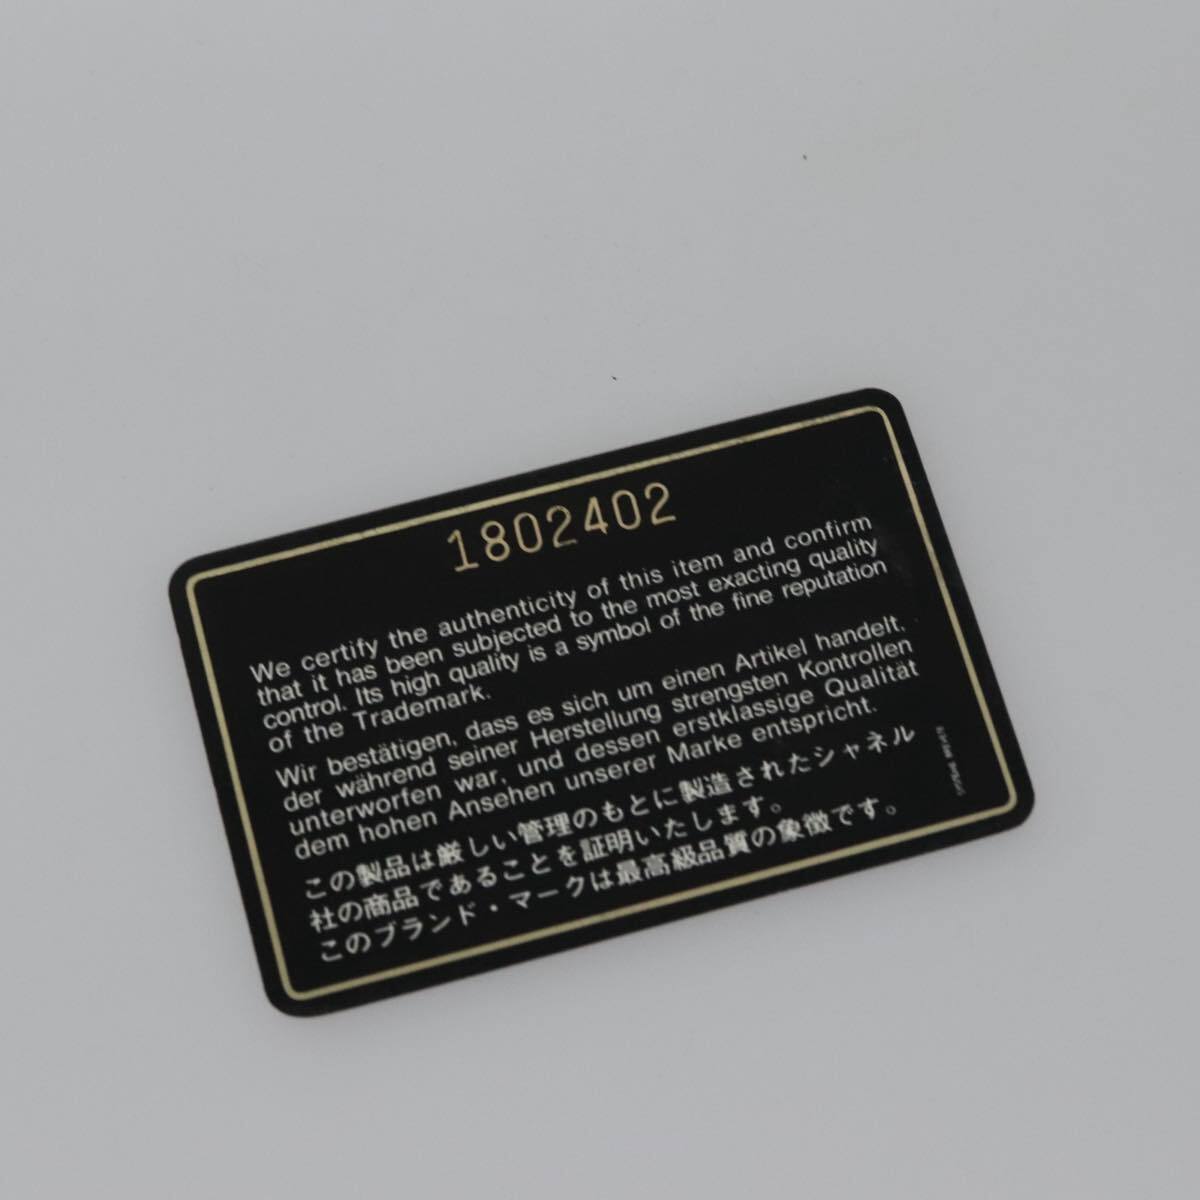 1802402
We certify the authenticity of this item and confirm
that it has been subjected to the most exacting quality
control. Its high quality is a symbol of the fine reputation
of the Trademark.
Wir bestätigen, dass es sich um einen Artikel handelt,
der während seiner Herstellung strengsten Kontrollen
unterworfen war, und dessen erstklassige Qualität
dem hohen Ansehen unserer Marke entspricht.
この製品は厳しい管理のもとに製造されたシャネル
社の商品であることを証明いたします。
このブランド・マークは最高級品質の象徴です。